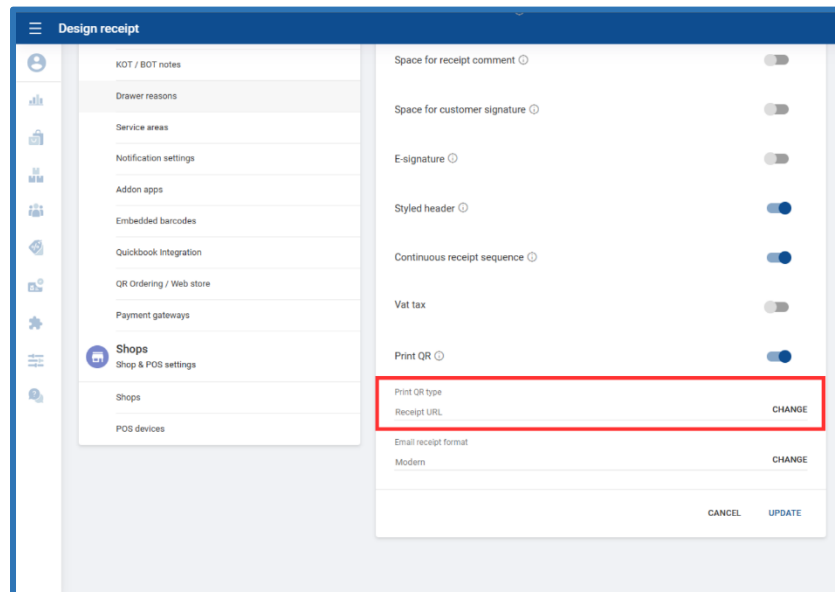 Design receipt
KOT / BOT notes
Drawer reasons
Service areas
Notification settings
Addon apps
Embedded barcodes
Quickbook Integration
QR Ordering / Web store
Payment gateways
Shops
Shop & POS settings
Shops
POS devices
Space for receipt comment
Space for customer signature
E-signature
Styled header
Continuous receipt sequence
Vat tax
Print QR
Print QR type
Receipt URL CHANGE
Email receipt format
Modern CHANGE
CANCEL UPDATE